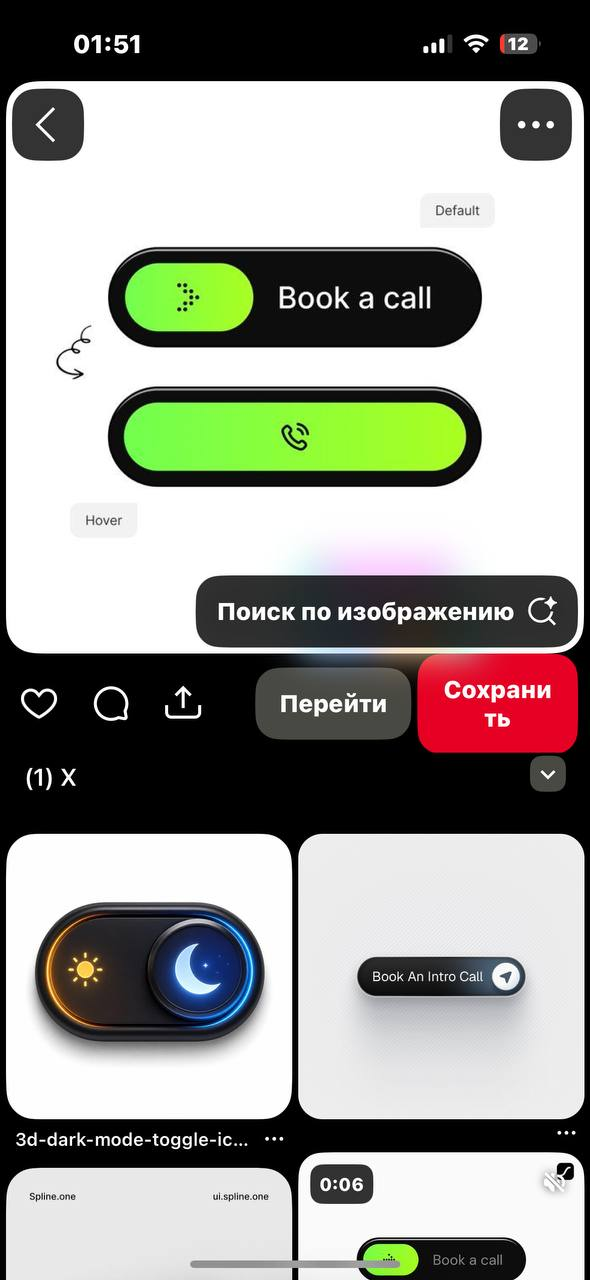 01:51
12
Default
Book a call
Hover
Поиск по изображению
Перейти
Сохрани
ть
(1) X
Book An Intro Call
3d-dark-mode-toggle-ic...
Spline.one
ui.spline.one
0:06
Book a call